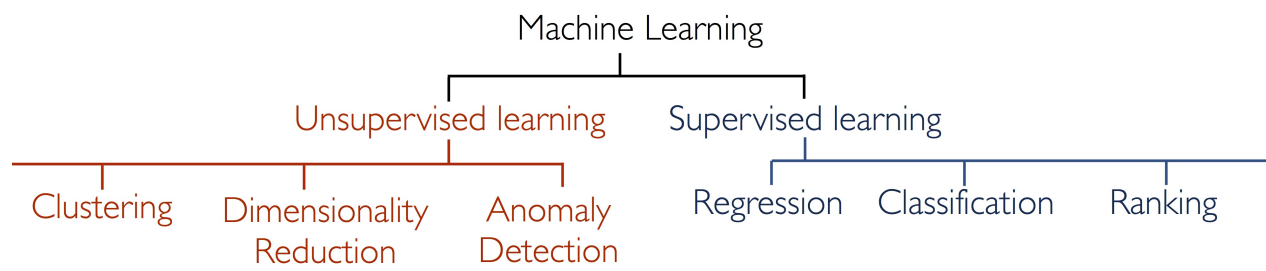 Machine Learning
Unsupervised learning
Supervised learning
Clustering
Dimensionality
Reduction
Anomaly
Detection
Regression
Classification
Ranking